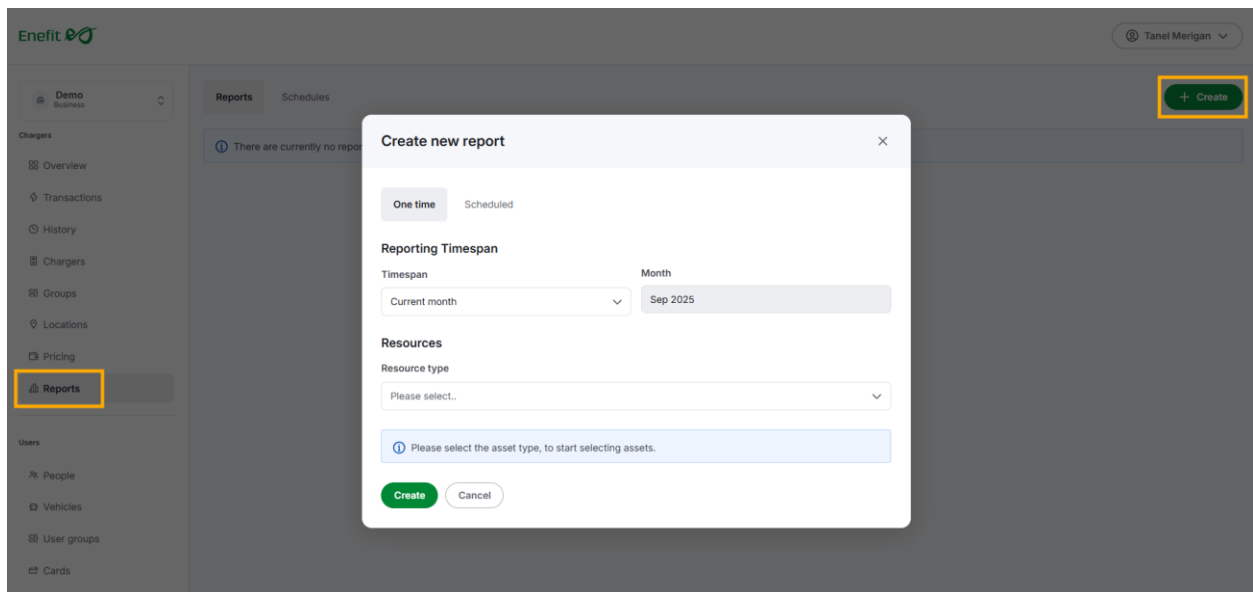 Enefit
Tanel Merigan
Demo
Business
Reports Schedules
+ Create
Chargers
There are currently no repor
Overview
Transactions
History
Chargers
Groups
Locations
Pricing
Reports
Users
People
Vehicles
User groups
Cards
Create new report
One time Scheduled
Reporting Timespan
Timespan Month
Current month Sep 2025
Resources
Resource type
Please select..
Please select the asset type, to start selecting assets.
Create Cancel